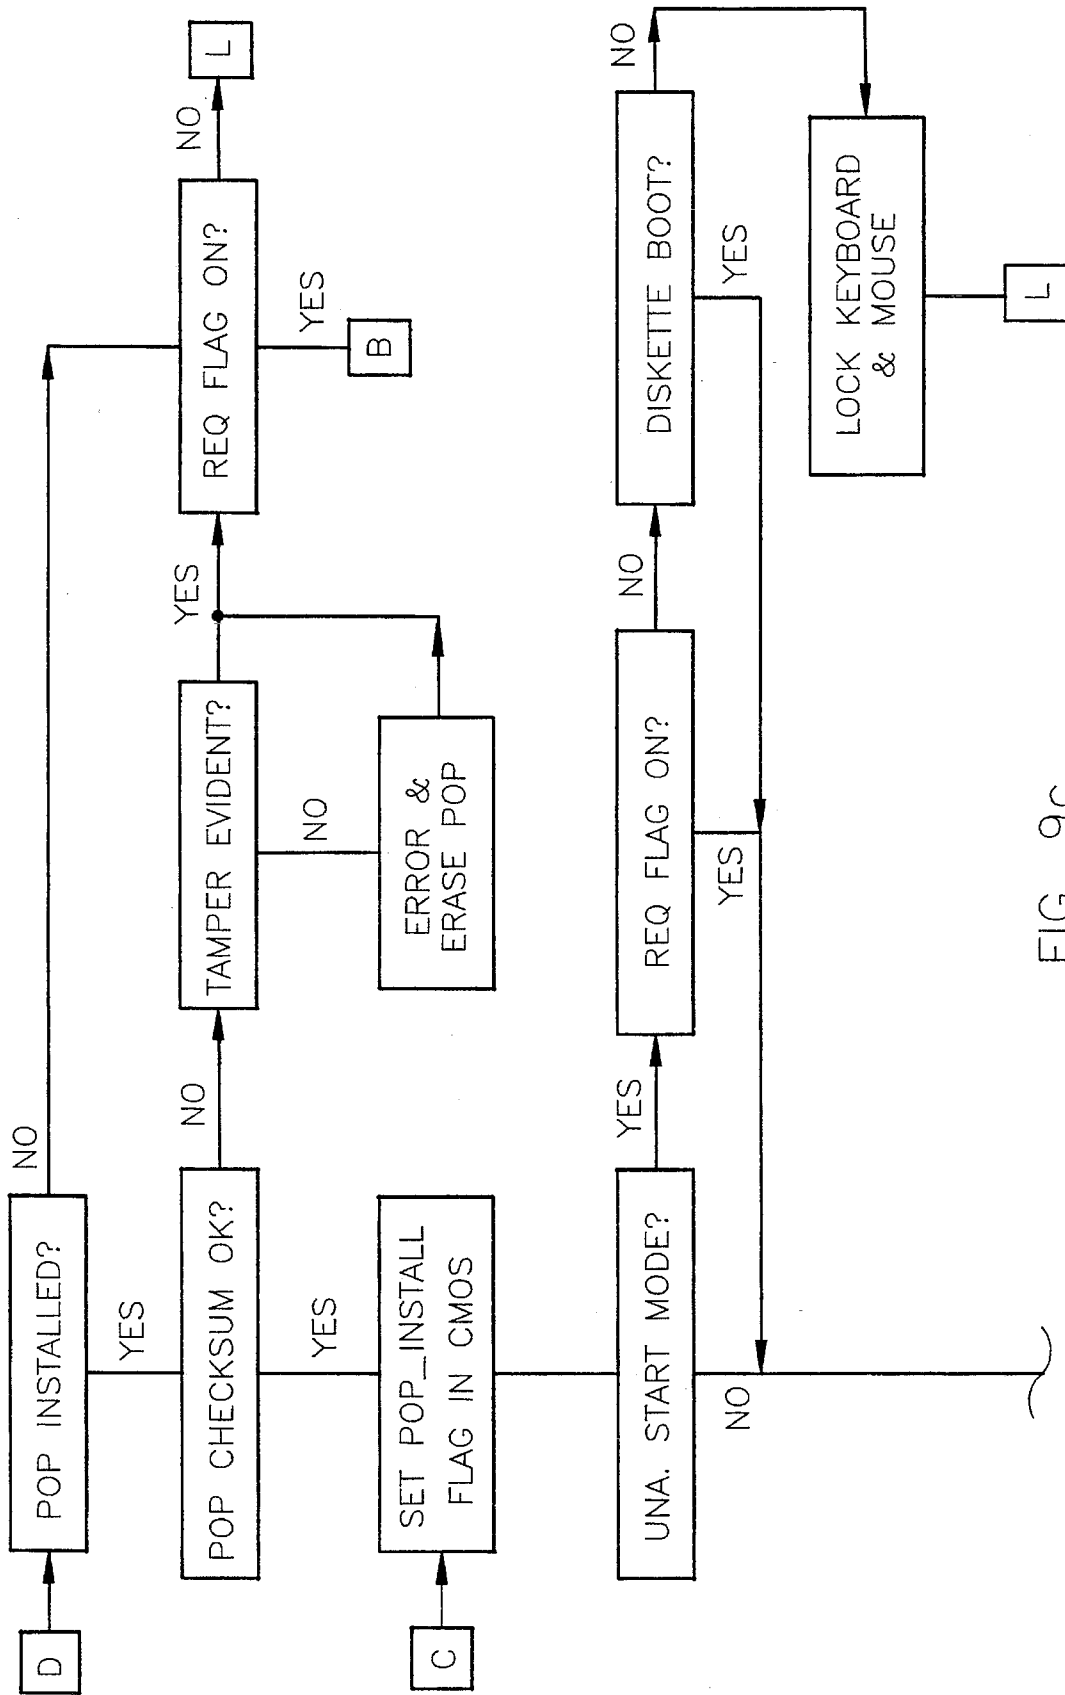 D
POP INSTALLED?
NO
YES
POP CHECKSUM OK?
NO
TAMPER EVIDENT?
YES
REQ FLAG ON?
NO
L
YES
NO
YES
B
C
SET POP_INSTALL
FLAG IN CMOS
ERROR &
ERASE POP
UNA. START MODE?
YES
REQ FLAG ON?
NO
DISKETTE BOOT?
NO
NO
YES
YES
LOCK KEYBOARD
& MOUSE
L
FIG. 9c